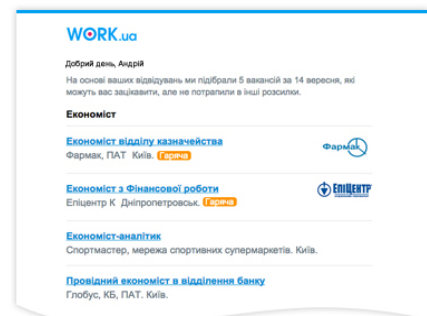 WORK.ua
Добрий день, Андрій
На основі ваших відвідувань ми підібрали 5 вакансій за 14 вересня, які
можуть вас зацікавити, але не потрапили в інші розсилки.
Економіст
Економіст відділу казначейства
Фармак
Фармак, ПАТ Київ. Гаряча
Економіст з Фінансової роботи
ЕПІЦЕНТР
Епіцентр К Дніпропетровськ. Гаряча
Економіст-аналітик
Спортмастер, мережа спортивних супермаркетів. Київ.
Провідний економіст в відділення банку
Глобус, КБ, ПАТ. Київ.